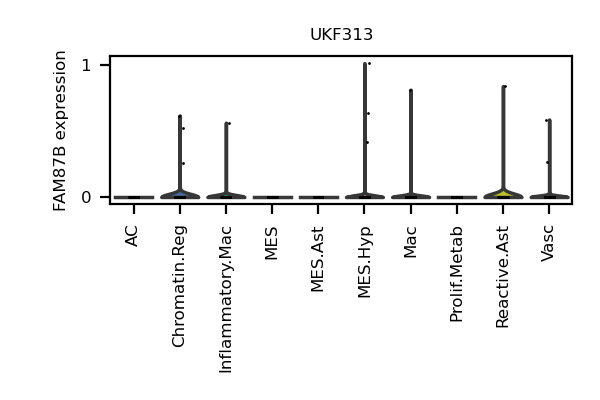 UKF313
FAM87B expression
1
0
AC
Chromatin.Reg
Inflammatory.Mac
MES
MES.Ast
MES.Hyp
Mac
Prolif.Metab
Reactive.Ast
Vasc